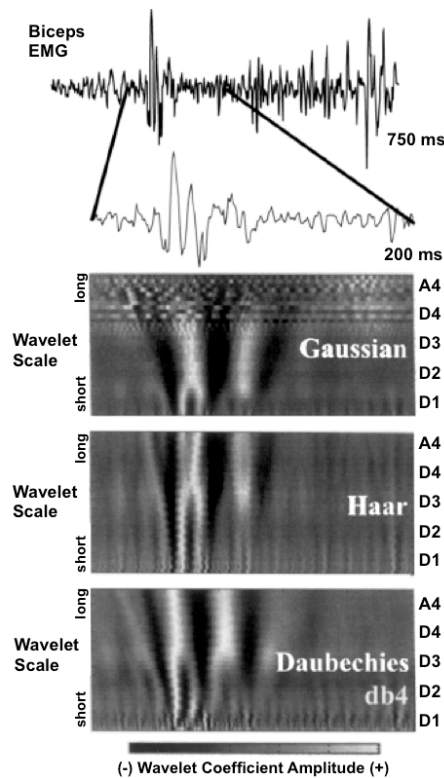 Biceps
EMG
750 ms
200 ms
long
A4
D4
Wavelet
Scale
D3
Gaussian
D2
short
D1
long
A4
D4
Wavelet
Scale
D3
Haar
D2
short
D1
long
A4
D4
Wavelet
Scale
D3
Daubechies
D2
db4
short
D1
(-) Wavelet Coefficient Amplitude (+)